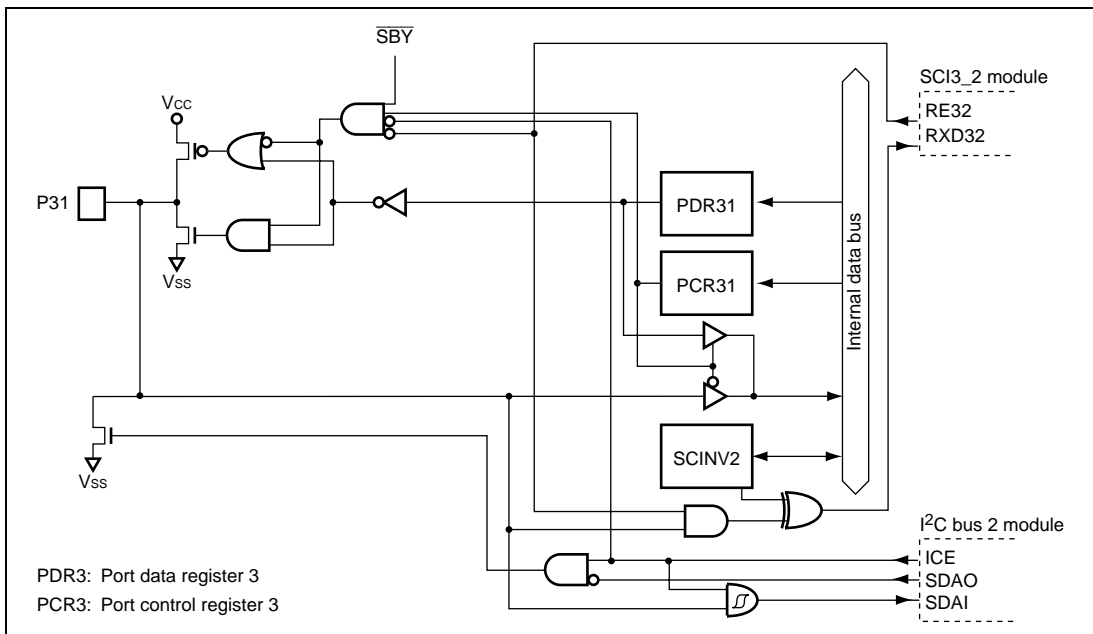 SBY
SCI3_2 module
VCC
RE32
RXD32
P31
PDR31
VSS
PCR31
Internal data bus
SCINV2
VSS
I2C bus 2 module
ICE
SDAO
SDAI
PDR3: Port data register 3
PCR3: Port control register 3